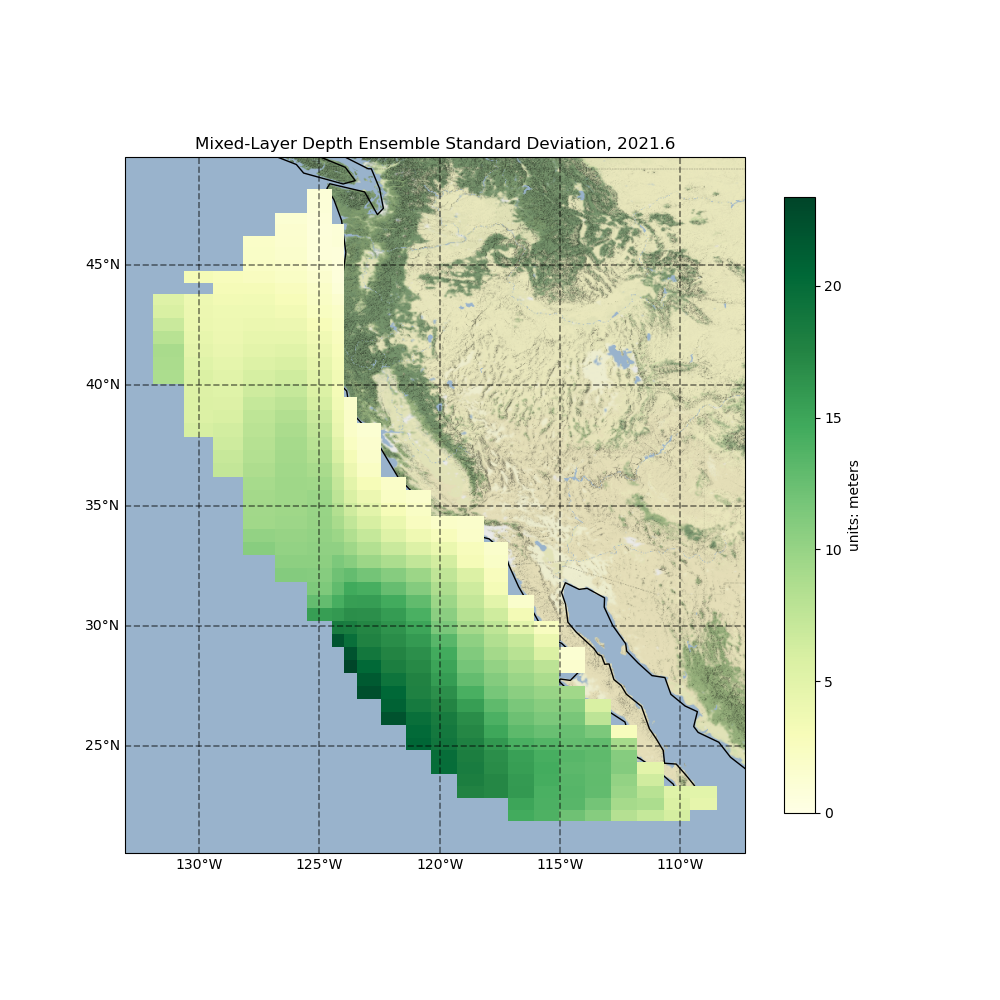 Mixed-Layer Depth Ensemble Standard Deviation, 2021.6
45°N
40°N
35°N
30°N
25°N
130°W
125°W
120°W
115°W
110°W
20
15
10
5
0
units: meters